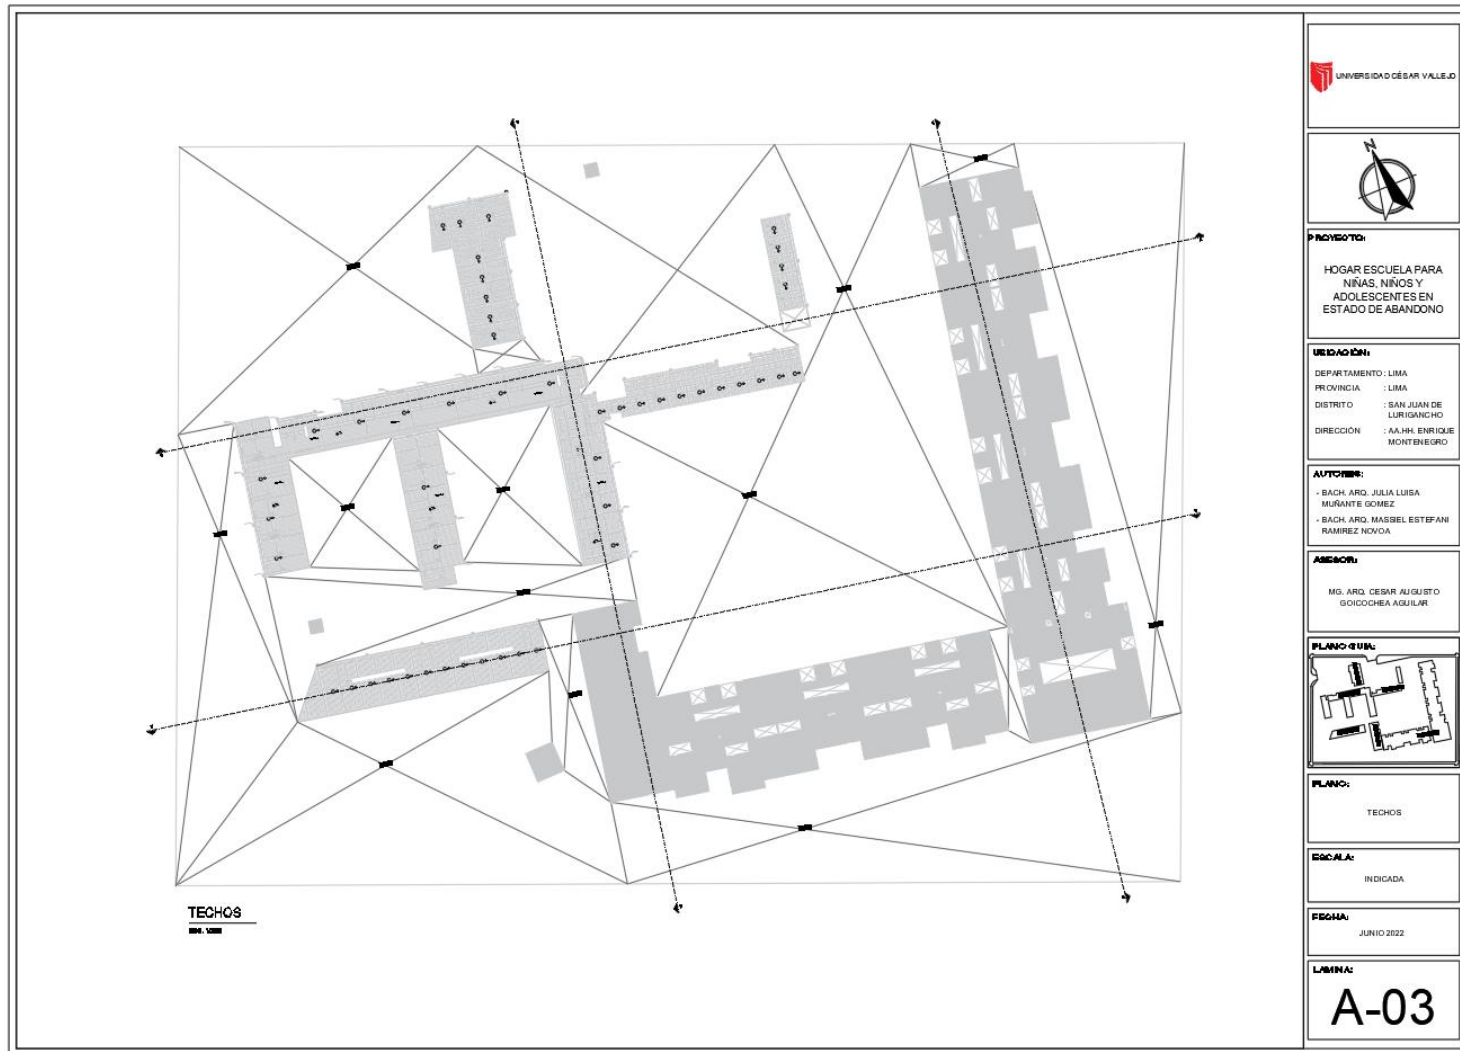 UNIVERSIDAD CÉSAR VALLEJO
N
PROYECTO:
HOGAR ESCUELA PARA
NIÑAS, NIÑOS Y
ADOLESCENTES EN
ESTADO DE ABANDONO
UBICACIÓN:
DEPARTAMENTO : LIMA
PROVINCIA : LIMA
DISTRITO : SAN JUAN DE
LURIGANCHO
DIRECCIÓN : AA.HH. ENRIQUE
MONTENEGRO
AUTORES:
- BACH. ARQ. JULIA LUISA
MUÑANTE GOMEZ
- BACH. ARQ. MASSIEL ESTEFANI
RAMIREZ NOVOA
ASESOR:
MG. ARQ. CESAR AUGUSTO
GOICOCHEA AGUILAR
PLANO GUIA:
PLANO:
TECHOS
ESCALA:
INDICADA
FECHA:
JUNIO 2022
LAMINA:
A-03
TECHOS